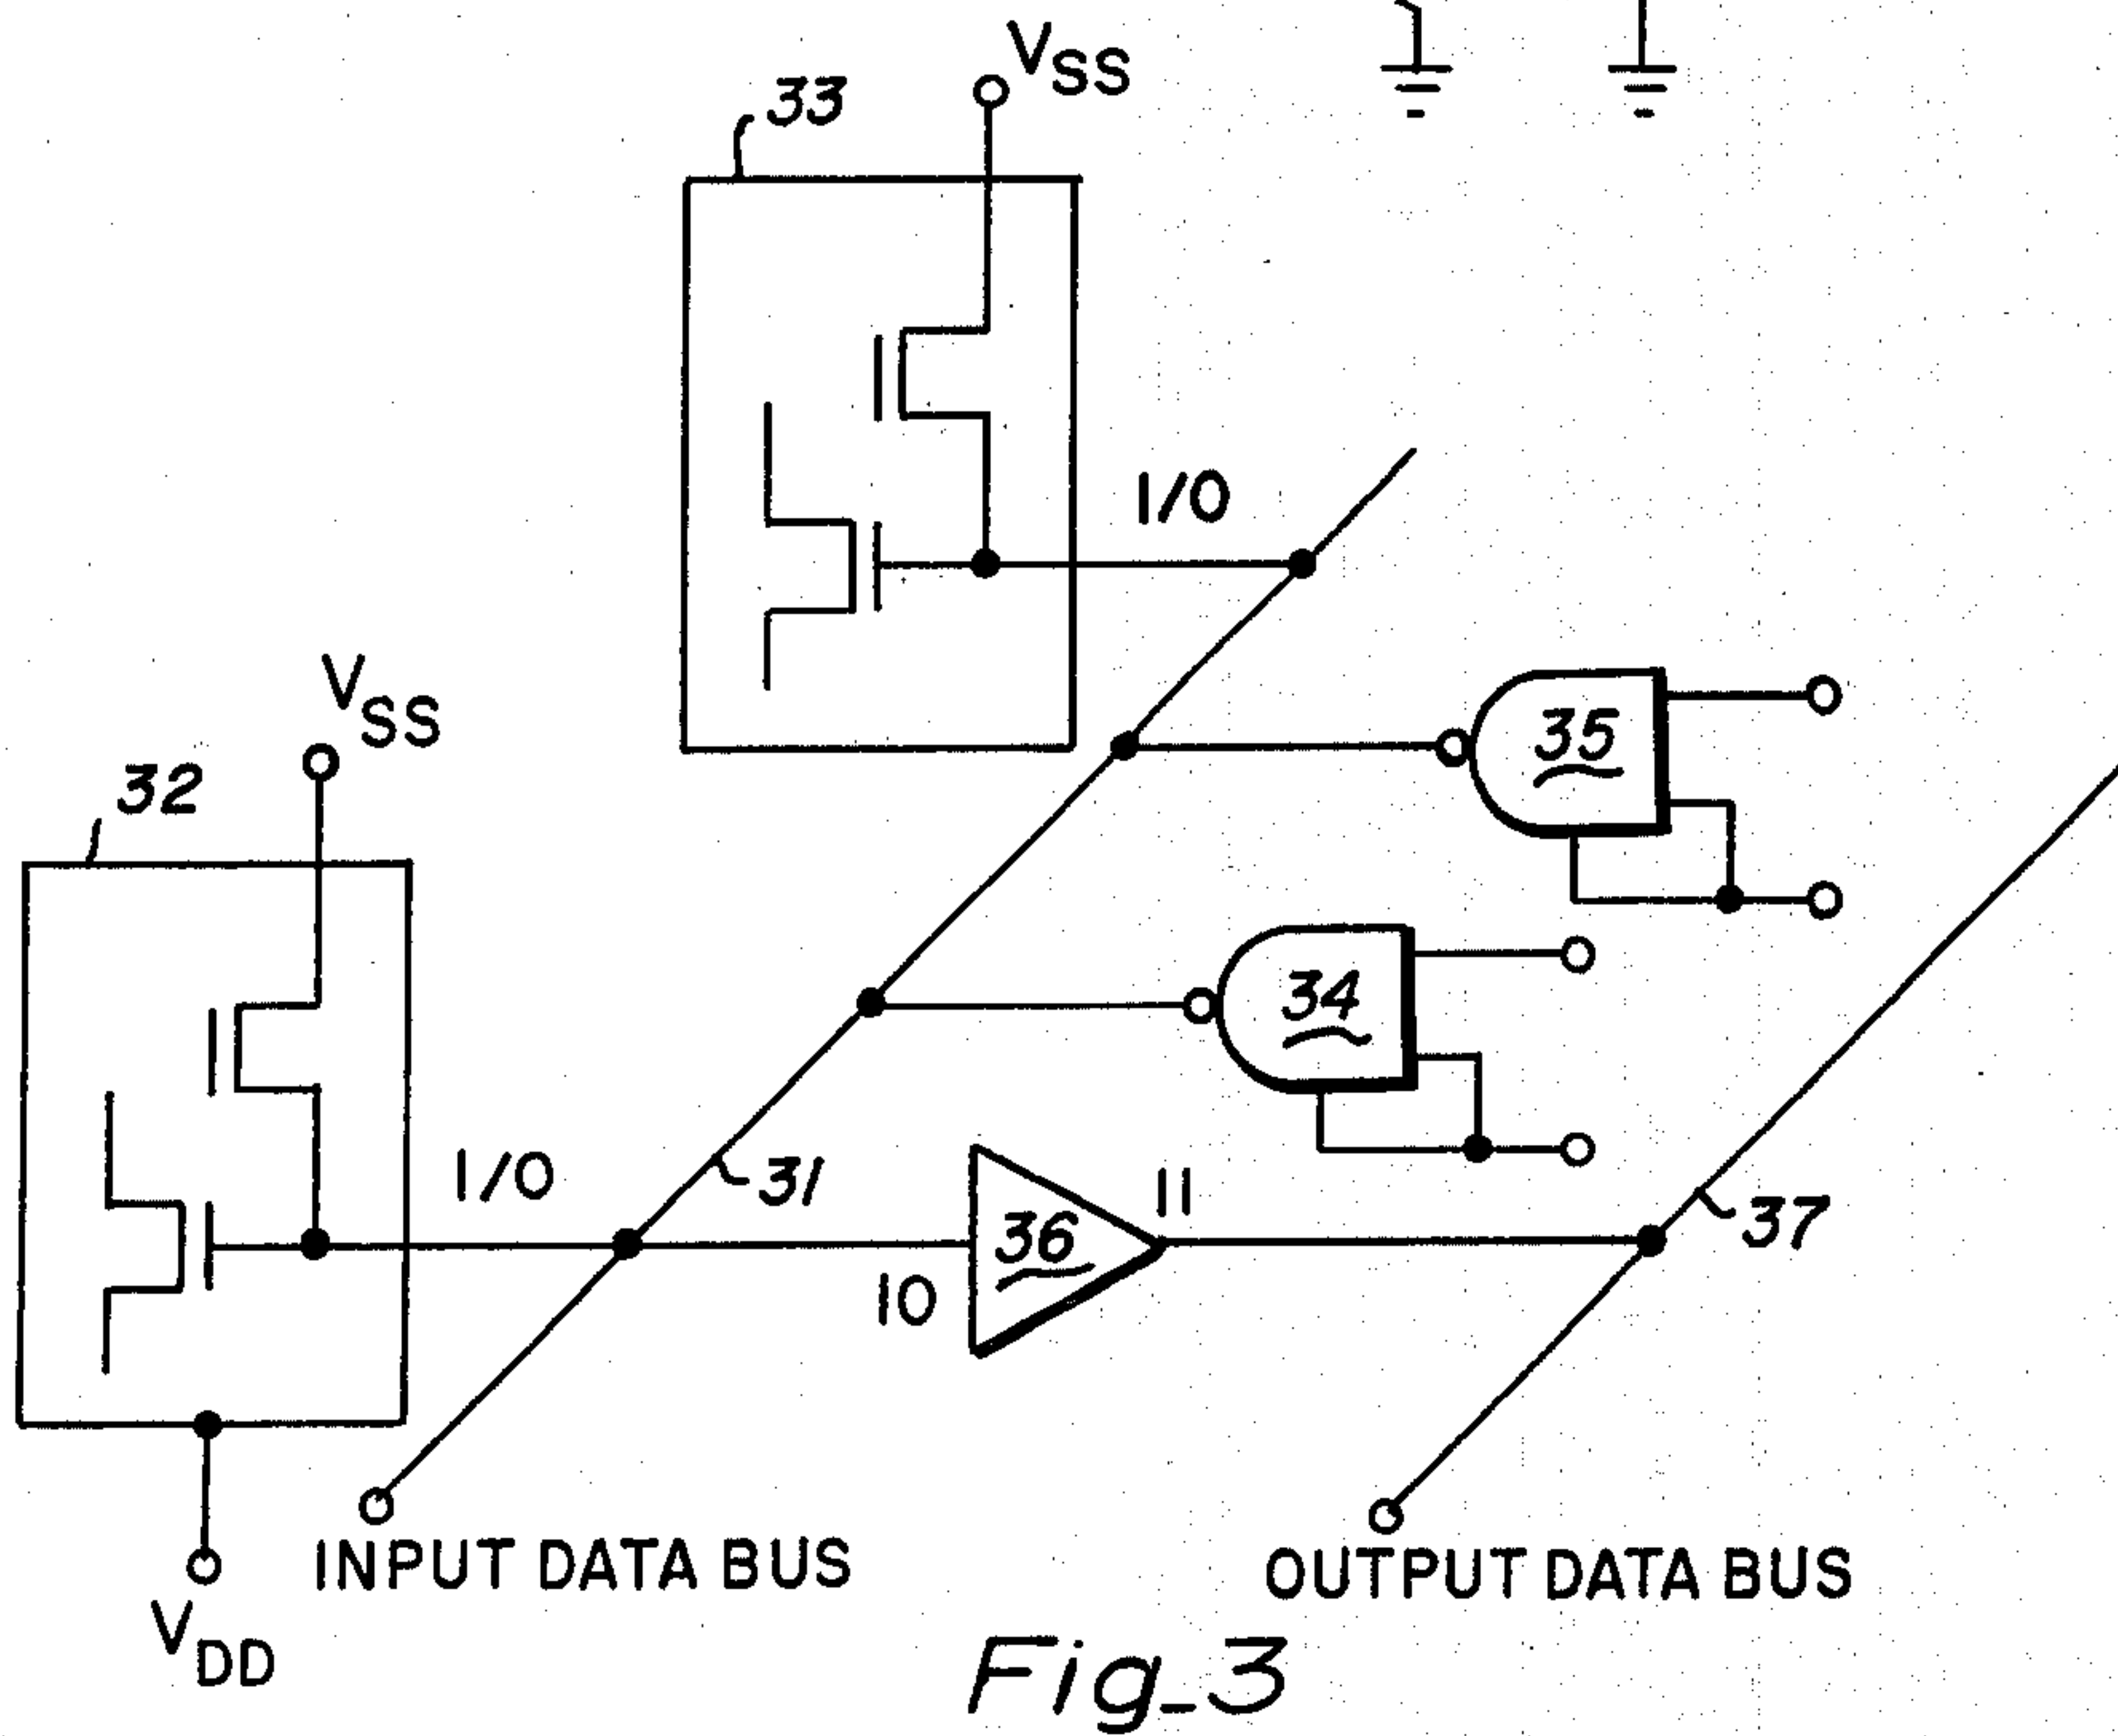 VSS
33
1/0
VSS
35
32
34
1/0
31
11
36
37
10
INPUT DATA BUS
OUTPUT DATA BUS
VDD
Fig_3